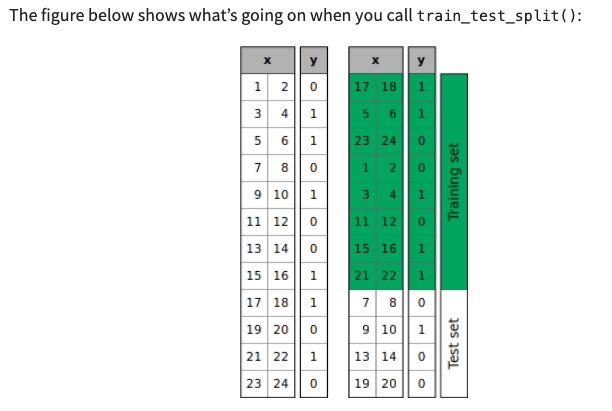 The figure below shows what’s going on when you call train_test_split():
x y x y
1 2 0 17 18 1
3 4 1 5 6 1
5 6 1 23 24 0
7 8 0 1 2 0
9 10 1 3 4 1
11 12 0 11 12 0
13 14 0 15 16 1
15 16 1 21 22 1
17 18 1 7 8 0
19 20 0 9 10 1
21 22 1 13 14 0
23 24 0 19 20 0
Training set
Test set